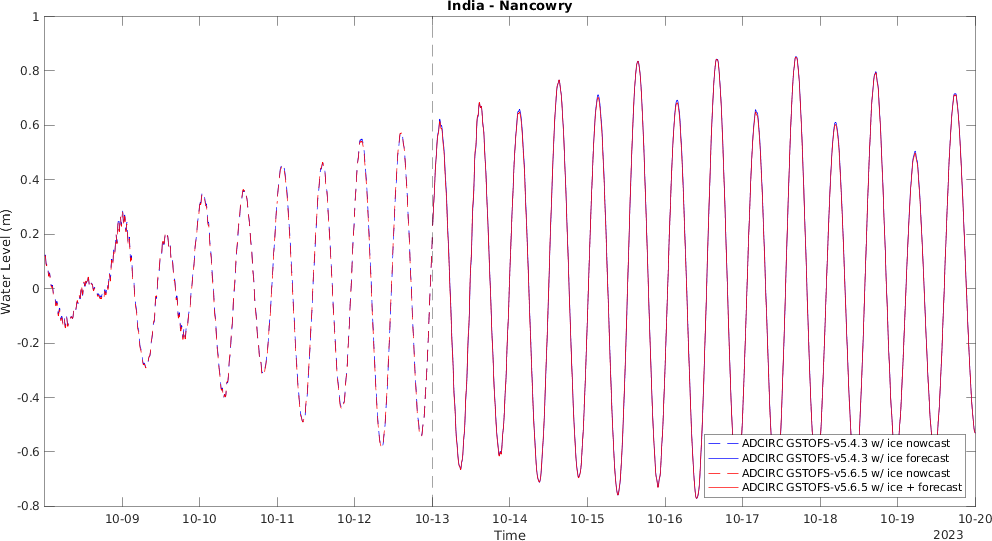 India - Nancowry
Water Level (m)
1
0.8
0.6
0.4
0.2
0
-0.2
-0.4
-0.6
-0.8
ADCIRC GSTOFS-v5.4.3 w/ ice nowcast
ADCIRC GSTOFS-v5.4.3 w/ ice forecast
ADCIRC GSTOFS-v5.6.5 w/ ice nowcast
ADCIRC GSTOFS-v5.6.5 w/ ice + forecast
10-09 10-10 10-11 10-12 10-13 10-14 10-15 10-16 10-17 10-18 10-19 10-20
Time
2023